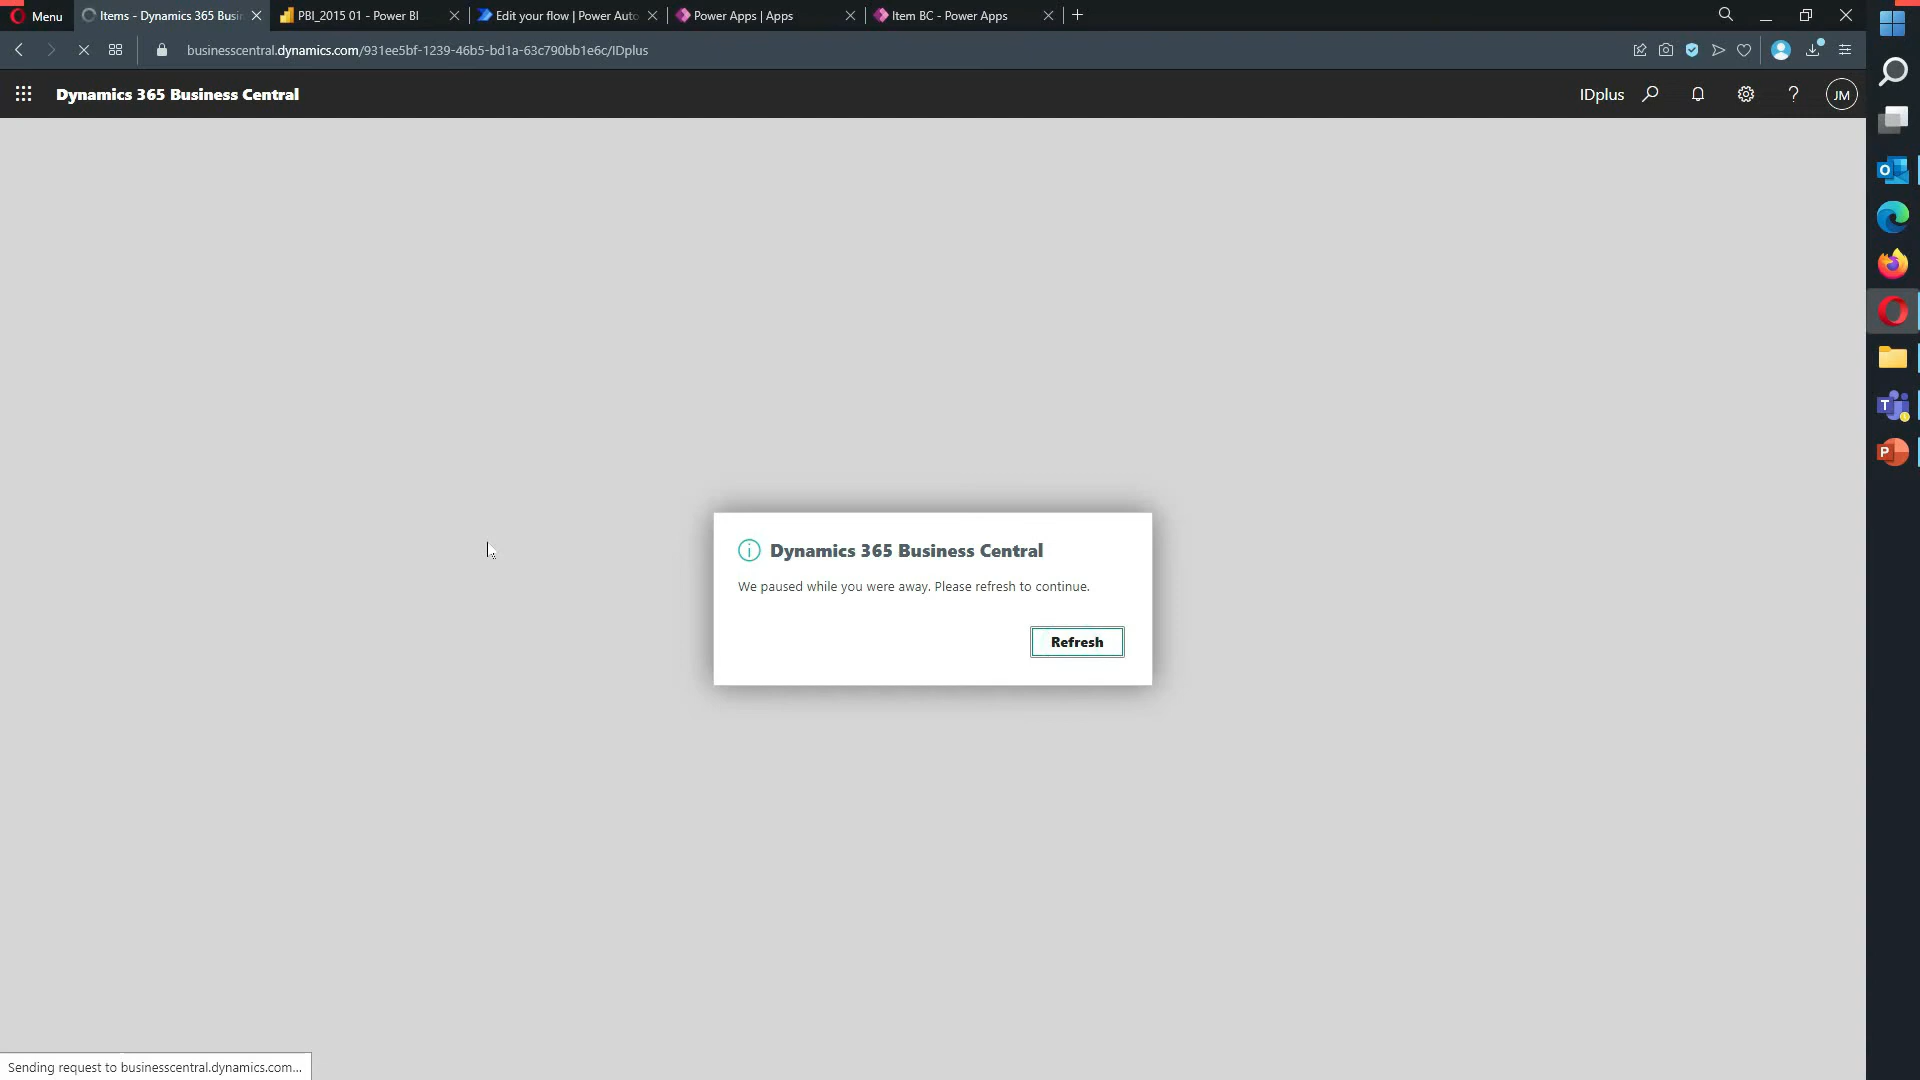 Menu
Items - Dynamics 365 Busi
PBI_2015 01 - Power BI
Edit your flow | Power Auto
Power Apps | Apps
Item BC - Power Apps
businesscentral.dynamics.com/931ee5bf-1239-46b5-bd1a-63c790bb1e6c/IDplus
Dynamics 365 Business Central
IDplus
?
JM
Dynamics 365 Business Central
We paused while you were away. Please refresh to continue.
Refresh
Sending request to businesscentral.dynamics.com...